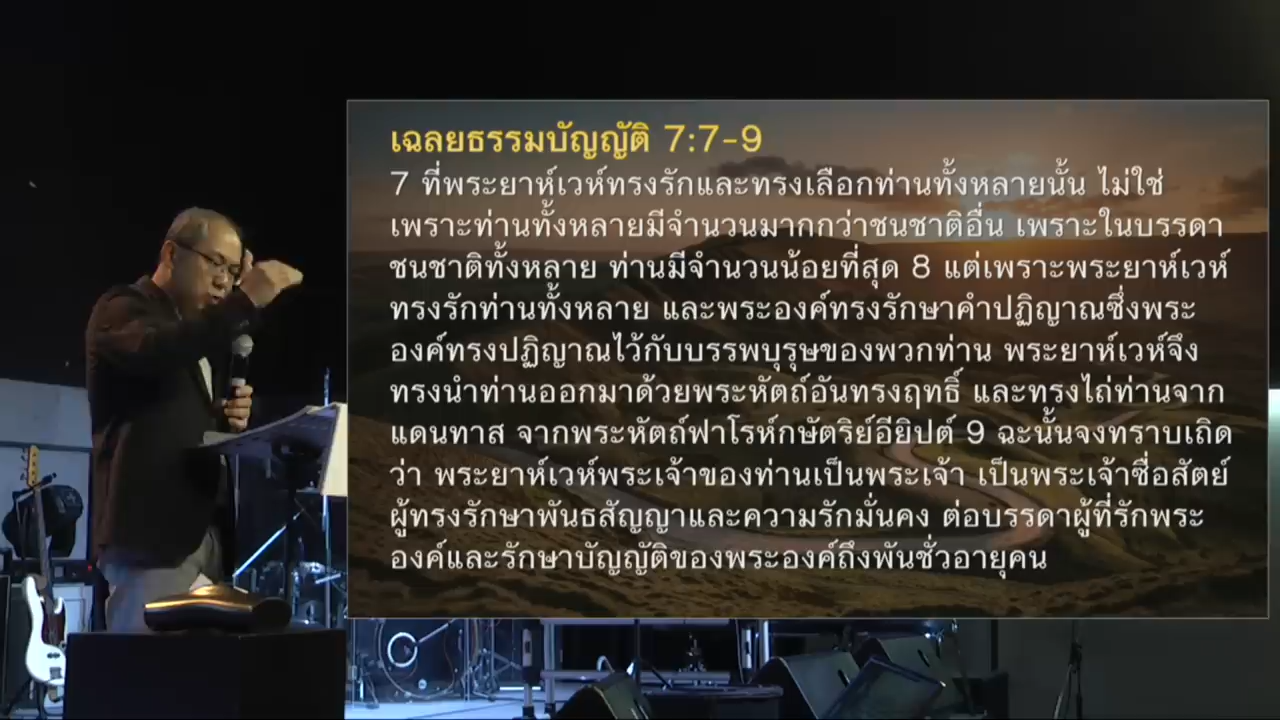 เฉลยธรรมบัญญัติ 7:7-9
7 ที่พระยาห์เวห์ทรงรักและทรงเลือกท่านทั้งหลายนั้น ไม่ใช่
เพราะท่านทั้งหลายมีจำนวนมากกว่าชนชาติอื่น เพราะในบรรดา
ชนชาติทั้งหลาย ท่านมีจำนวนน้อยที่สุด 8 แต่เพราะพระยาห์เวห์
ทรงรักท่านทั้งหลาย และพระองค์ทรงรักษาคำปฏิญาณซึ่งพระ
องค์ทรงปฏิญาณไว้กับบรรพบุรุษของพวกท่าน พระยาห์เวห์จึง
ทรงนำท่านออกมาด้วยพระหัตถ์อันทรงฤทธิ์ และทรงไถ่ท่านจาก
แดนทาส จากพระหัตถ์ฟาโรห์กษัตริย์อียิปต์ 9 ฉะนั้นจงทราบเถิด
ว่า พระยาห์เวห์พระเจ้าของท่านเป็นพระเจ้า เป็นพระเจ้าซื่อสัตย์
ผู้ทรงรักษาพันธสัญญาและความรักมั่นคง ต่อบรรดาผู้ที่รักพระ
องค์และรักษาบัญญัติของพระองค์ถึงพันชั่วอายุคน